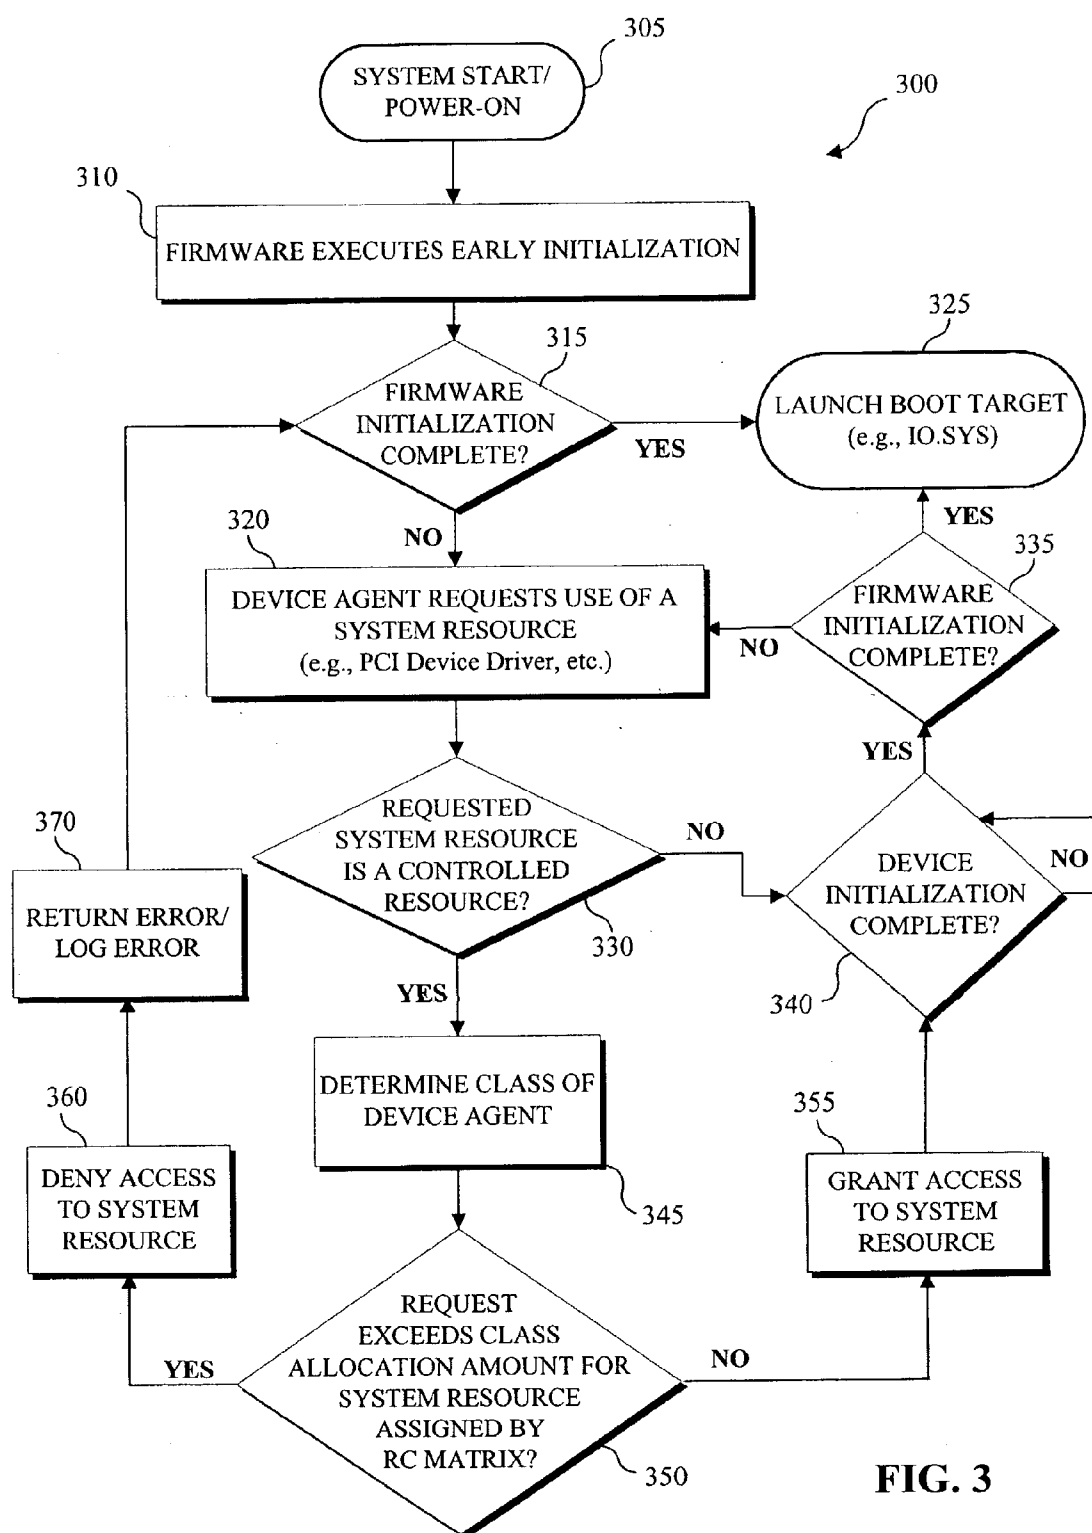 305
SYSTEM START/
POWER-ON
300
310
FIRMWARE EXECUTES EARLY INITIALIZATION
325
315
FIRMWARE
INITIALIZATION
COMPLETE?
YES
LAUNCH BOOT TARGET
(e.g., IO.SYS)
NO
YES
320
335
DEVICE AGENT REQUESTS USE OF A
SYSTEM RESOURCE
(e.g., PCI Device Driver, etc.)
NO
FIRMWARE
INITIALIZATION
COMPLETE?
YES
370
REQUESTED
SYSTEM RESOURCE
IS A CONTROLLED
RESOURCE?
NO
330
DEVICE
INITIALIZATION
COMPLETE?
NO
340
RETURN ERROR/
LOG ERROR
YES
DETERMINE CLASS OF
DEVICE AGENT
345
360
DENY ACCESS
TO SYSTEM
RESOURCE
355
GRANT ACCESS
TO SYSTEM
RESOURCE
YES
REQUEST
EXCEEDS CLASS
ALLOCATION AMOUNT FOR
SYSTEM RESOURCE
ASSIGNED BY
RC MATRIX?
NO
350
FIG. 3